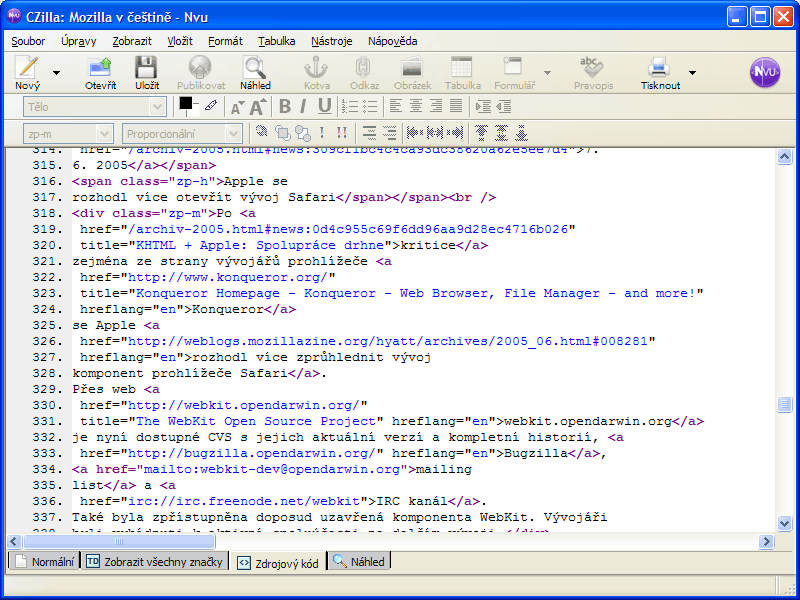 CZilla: Mozilla v češtině - Nvu
Soubor Úpravy Zobrazit Vložit Formát Tabulka Nástroje Nápověda
Nový Otevřít Uložit Publikovat Náhled Kotva Odkaz Obrázek Tabulka Formulář Pravopis Tisknout NVU
Tělo
zp-m Proporcionální
314. href="/archiv-2005.html#news:309cf1bc4c4ca93dc38620a62e5ee7d4">7.
315. 6. 2005</a></span>
316. <span class="zp-h">Apple se
317. rozhodl více otevřít vývoj Safari</span></span><br />
318. <div class="zp-m">Po <a
319. href="/archiv-2005.html#news:0d4c955c69f6dd96aa9d28ec4716b026"
320. title="KHTML + Apple: Spolupráce drhne">kritice</a>
321. zejména ze strany vývojářů prohlížeče <a
322. href="http://www.konqueror.org/"
323. title="Konqueror Homepage - Konqueror - Web Browser, File Manager - and more!"
324. hreflang="en">Konqueror</a>
325. se Apple <a
326. href="http://weblogs.mozillazine.org/hyatt/archives/2005_06.html#008281"
327. hreflang="en">rozhodl více zprůhlednit vývoj
328. komponent prohlížeče Safari</a>.
329. Přes web <a
330. href="http://webkit.opendarwin.org/"
331. title="The WebKit Open Source Project" hreflang="en">webkit.opendarwin.org</a>
332. je nyní dostupné CVS s jejich aktuální verzí a kompletní historií, <a
333. href="http://bugzilla.opendarwin.org/" hreflang="en">Bugzilla</a>,
334. <a href="mailto:webkit-dev@opendarwin.org">mailing
335. list</a> a <a
336. href="irc://irc.freenode.net/webkit">IRC kanál</a>.
337. Také byla zpřístupněna doposud uzavřená komponenta WebKit. Vývojáři
Normální Zobrazit všechny značky Zdrojový kód Náhled